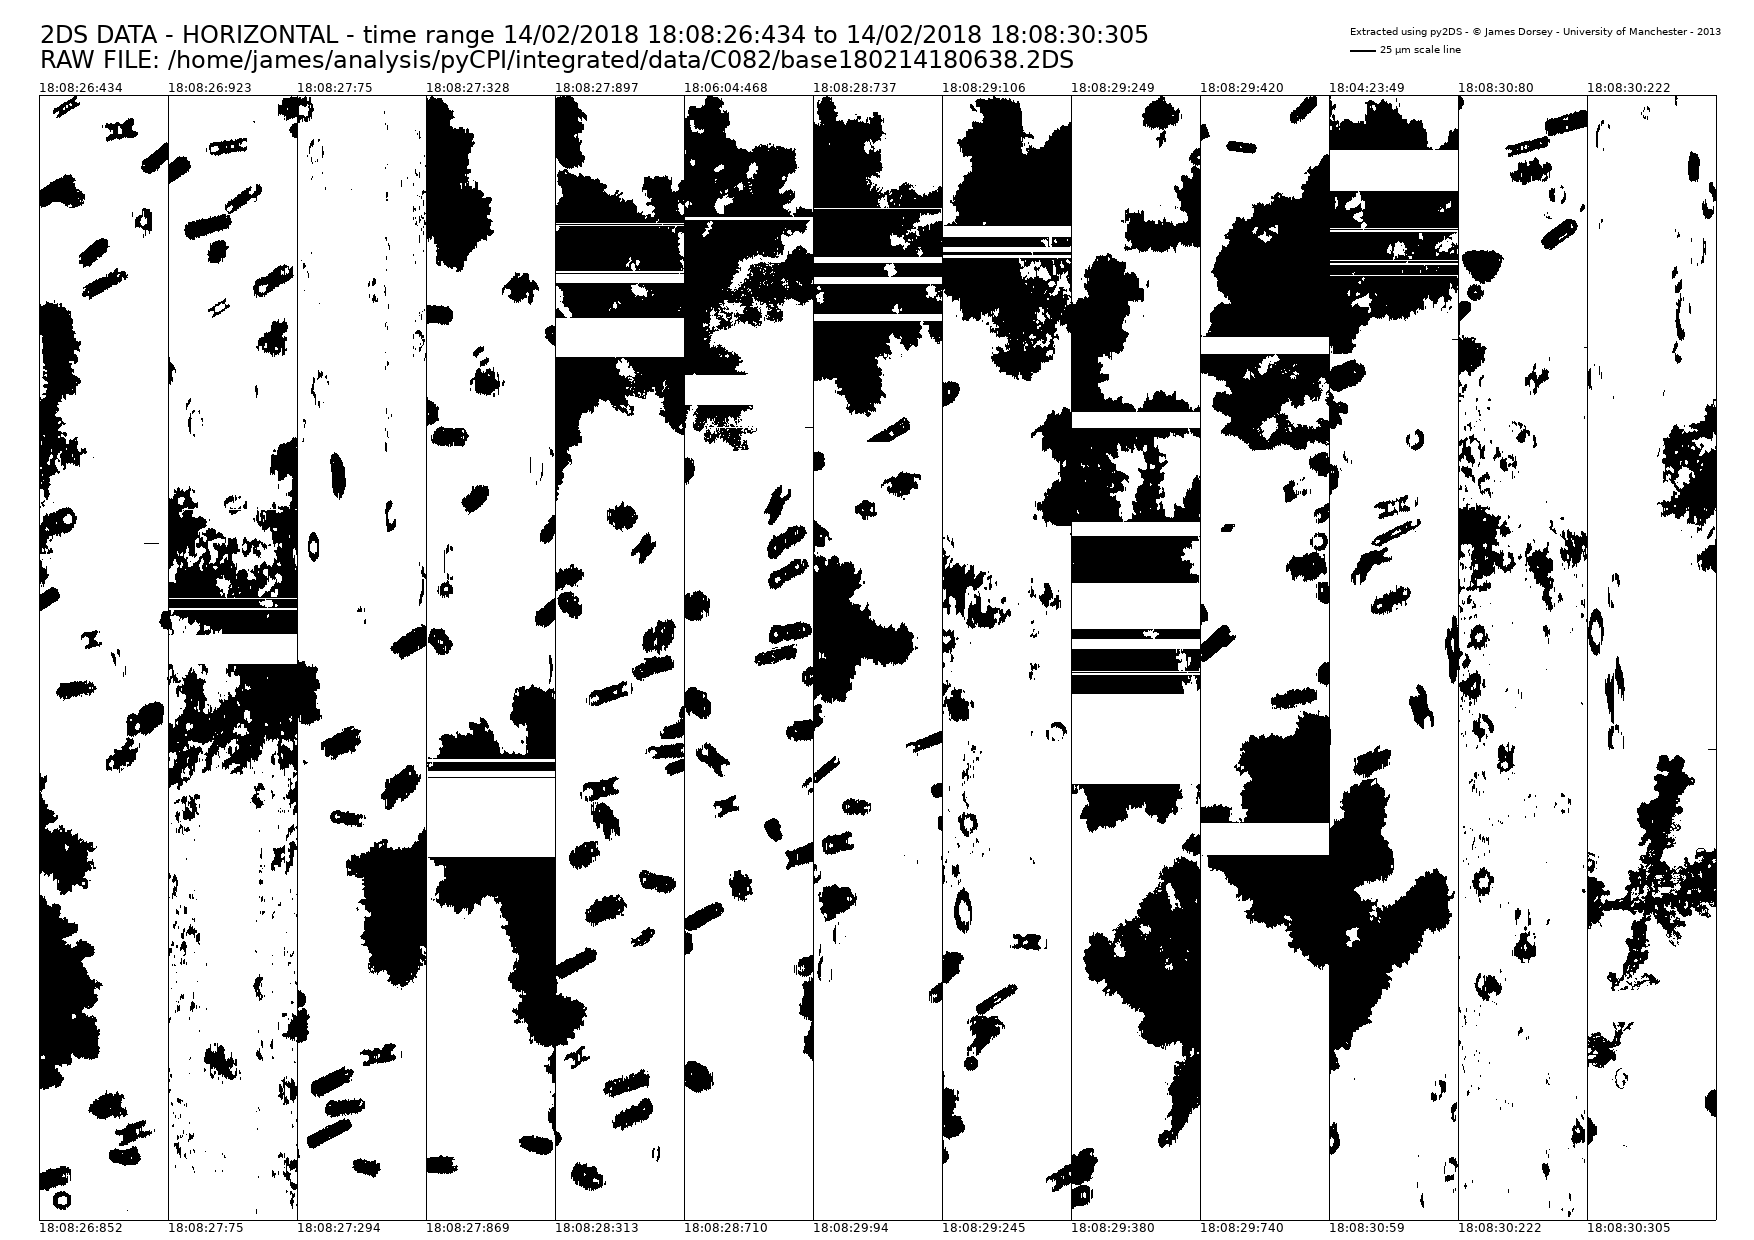 2DS DATA - HORIZONTAL - time range 14/02/2018 18:08:26:434 to 14/02/2018 18:08:30:305
RAW FILE: /home/james/analysis/pyCPI/integrated/data/C082/base180214180638.2DS
Extracted using py2DS - © James Dorsey - University of Manchester - 2013
25 µm scale line
18:08:26:434 18:08:26:923 18:08:27:75 18:08:27:328 18:08:27:897 18:06:04:468 18:08:28:737 18:08:29:106 18:08:29:249 18:08:29:420 18:04:23:49 18:08:30:80 18:08:30:222
18:08:26:852 18:08:27:75 18:08:27:294 18:08:27:869 18:08:28:313 18:08:28:710 18:08:29:94 18:08:29:245 18:08:29:380 18:08:29:740 18:08:30:59 18:08:30:222 18:08:30:305